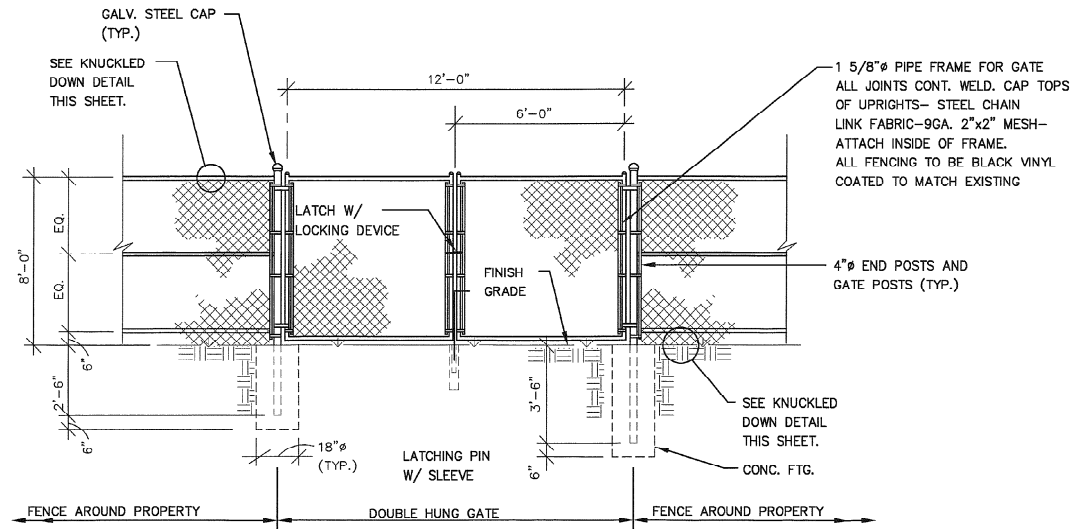 GALV. STEEL CAP
(TYP.)
SEE KNUCKLED
DOWN DETAIL
THIS SHEET.
12'-0"
6'-0"
1 5/8"ø PIPE FRAME FOR GATE
ALL JOINTS CONT. WELD. CAP TOPS
OF UPRIGHTS- STEEL CHAIN
LINK FABRIC-9GA. 2"x2" MESH-
ATTACH INSIDE OF FRAME.
ALL FENCING TO BE BLACK VINYL
COATED TO MATCH EXISTING
LATCH W/
LOCKING DEVICE
FINISH
GRADE
4"ø END POSTS AND
GATE POSTS (TYP.)
8'-0"
EQ.
EQ.
6"
2'-6"
6"
18"ø
(TYP.)
LATCHING PIN
W/ SLEEVE
3'-6"
6"
SEE KNUCKLED
DOWN DETAIL
THIS SHEET.
CONC. FTG.
FENCE AROUND PROPERTY
DOUBLE HUNG GATE
FENCE AROUND PROPERTY